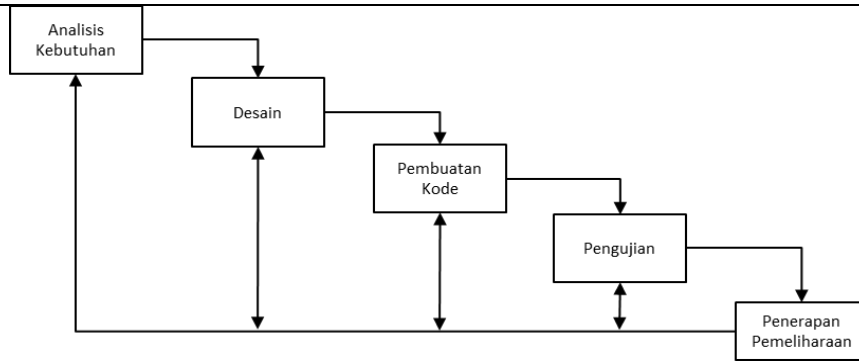 Analisis
Kebutuhan
Desain
Pembuatan
Kode
Pengujian
Penerapan
Pemeliharaan